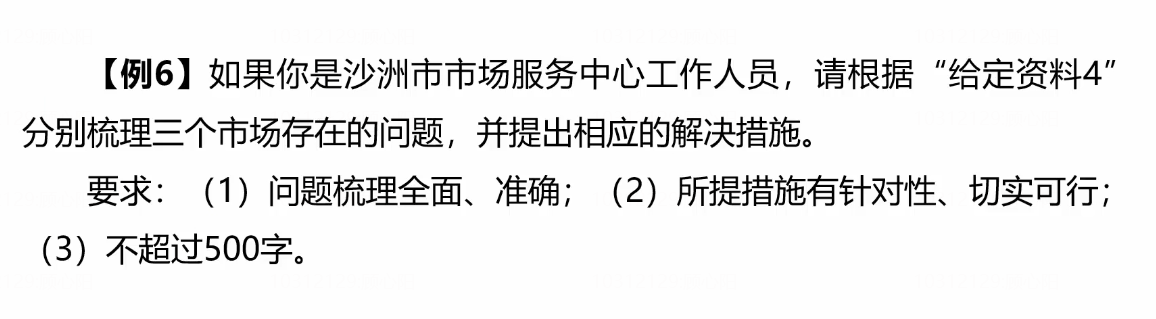 【例6】如果你是沙洲市市场服务中心工作人员，请根据“给定资料4”
分别梳理三个市场存在的问题，并提出相应的解决措施。
要求：（1）问题梳理全面、准确；（2）所提措施有针对性、切实可行；
（3）不超过500字。